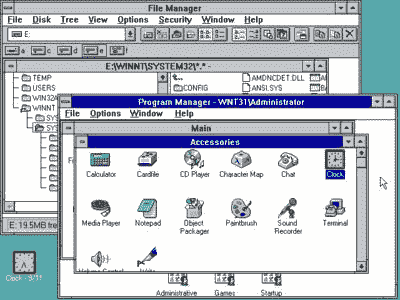 File Manager
File Disk Tree View Options Security Window Help
E:
a c d e f
E:\WINNT\SYSTEM32\*.* -
TEMP
USERS
WIN32A
WINNT
SYS
SYS
CONFIG
AMDNCDET.DLL
ANSI.SYS
E: 19.5MB free
Program Manager - WNT31\Administrator
File Options Window Help
Main
Accessories
Calculator Cardfile CD Player Character Map Chat Clock
Media Player Notepad Object Packager Paintbrush Sound Recorder Terminal
Volume Control Write
Administrative Games Startup
Clock - 3/11